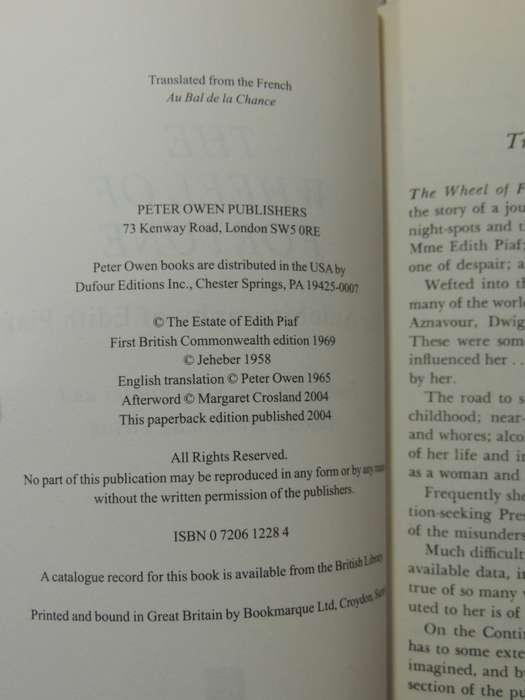 Translated from the French
Au Bal de la Chance
PETER OWEN PUBLISHERS
73 Kenway Road, London SW5 0RE
Peter Owen books are distributed in the USA by
Dufour Editions Inc., Chester Springs, PA 19425-0007
© The Estate of Edith Piaf
First British Commonwealth edition 1969
© Jeheber 1958
English translation © Peter Owen 1965
Afterword © Margaret Crosland 2004
This paperback edition published 2004
All Rights Reserved.
No part of this publication may be reproduced in any form or by any means
without the written permission of the publishers.
ISBN 0 7206 1228 4
A catalogue record for this book is available from the British Library
Printed and bound in Great Britain by Bookmarque Ltd, Croydon,
The Wheel of F
the story of a jou
night-spots and t
Mme Edith Piaf;
one of despair; a
Wefted into th
many of the worl
Aznavour, Dwig
These were som
influenced her . .
by her.
The road to s
childhood; near-
and whores; alco
of her life and in
as a woman and
Frequently she
tion-seeking Pres
of the misunders
Much difficult
available data, in
true of so many
uted to her is of
On the Contin
has to some exte
imagined, and by
section of the pu